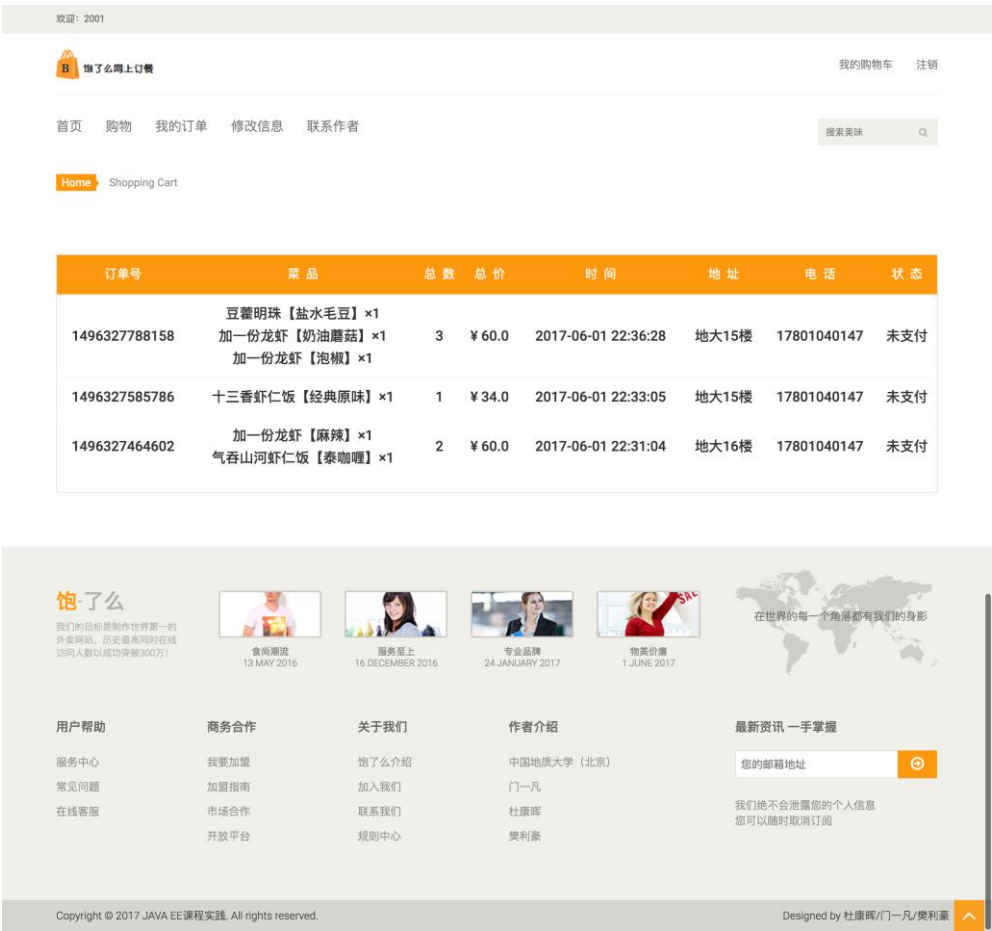 欢迎：2001
B 饱了么网上订餐
我的购物车 注销
首页 购物 我的订单 修改信息 联系作者
搜索美味
Home Shopping Cart
订单号 菜 品 总 数 总 价 时 间 地 址 电 话 状 态
豆藿明珠【盐水毛豆】×1
1496327788158 加一份龙虾【奶油蘑菇】×1 3 ¥ 60.0 2017-06-01 22:36:28 地大15楼 17801040147 未支付
加一份龙虾【泡椒】×1
1496327585786 十三香虾仁饭【经典原味】×1 1 ¥ 34.0 2017-06-01 22:33:05 地大15楼 17801040147 未支付
加一份龙虾【麻辣】×1
1496327464602 2 ¥ 60.0 2017-06-01 22:31:04 地大16楼 17801040147 未支付
气吞山河虾仁饭【泰咖喱】×1
饱-了么
我们的目标是制作世界第一的
外卖网站，历史最高同时在线
访问人数以成功突破300万！
食尚潮流
13 MAY 2016
服务至上
16 DECEMBER 2016
专业品牌
24 JANUARY 2017
SAL
物美价廉
1 JUNE 2017
在世界的每一个角落都有我们的身影
用户帮助
服务中心
常见问题
在线客服
商务合作
我要加盟
加盟指南
市场合作
开放平台
关于我们
饱了么介绍
加入我们
联系我们
规则中心
作者介绍
中国地质大学（北京）
门一凡
杜康晖
樊利豪
最新资讯 一手掌握
您的邮箱地址
我们绝不会泄露您的个人信息
您可以随时取消订阅
Copyright © 2017 JAVA EE课程实践. All rights reserved.
Designed by 杜康晖/门一凡/樊利豪